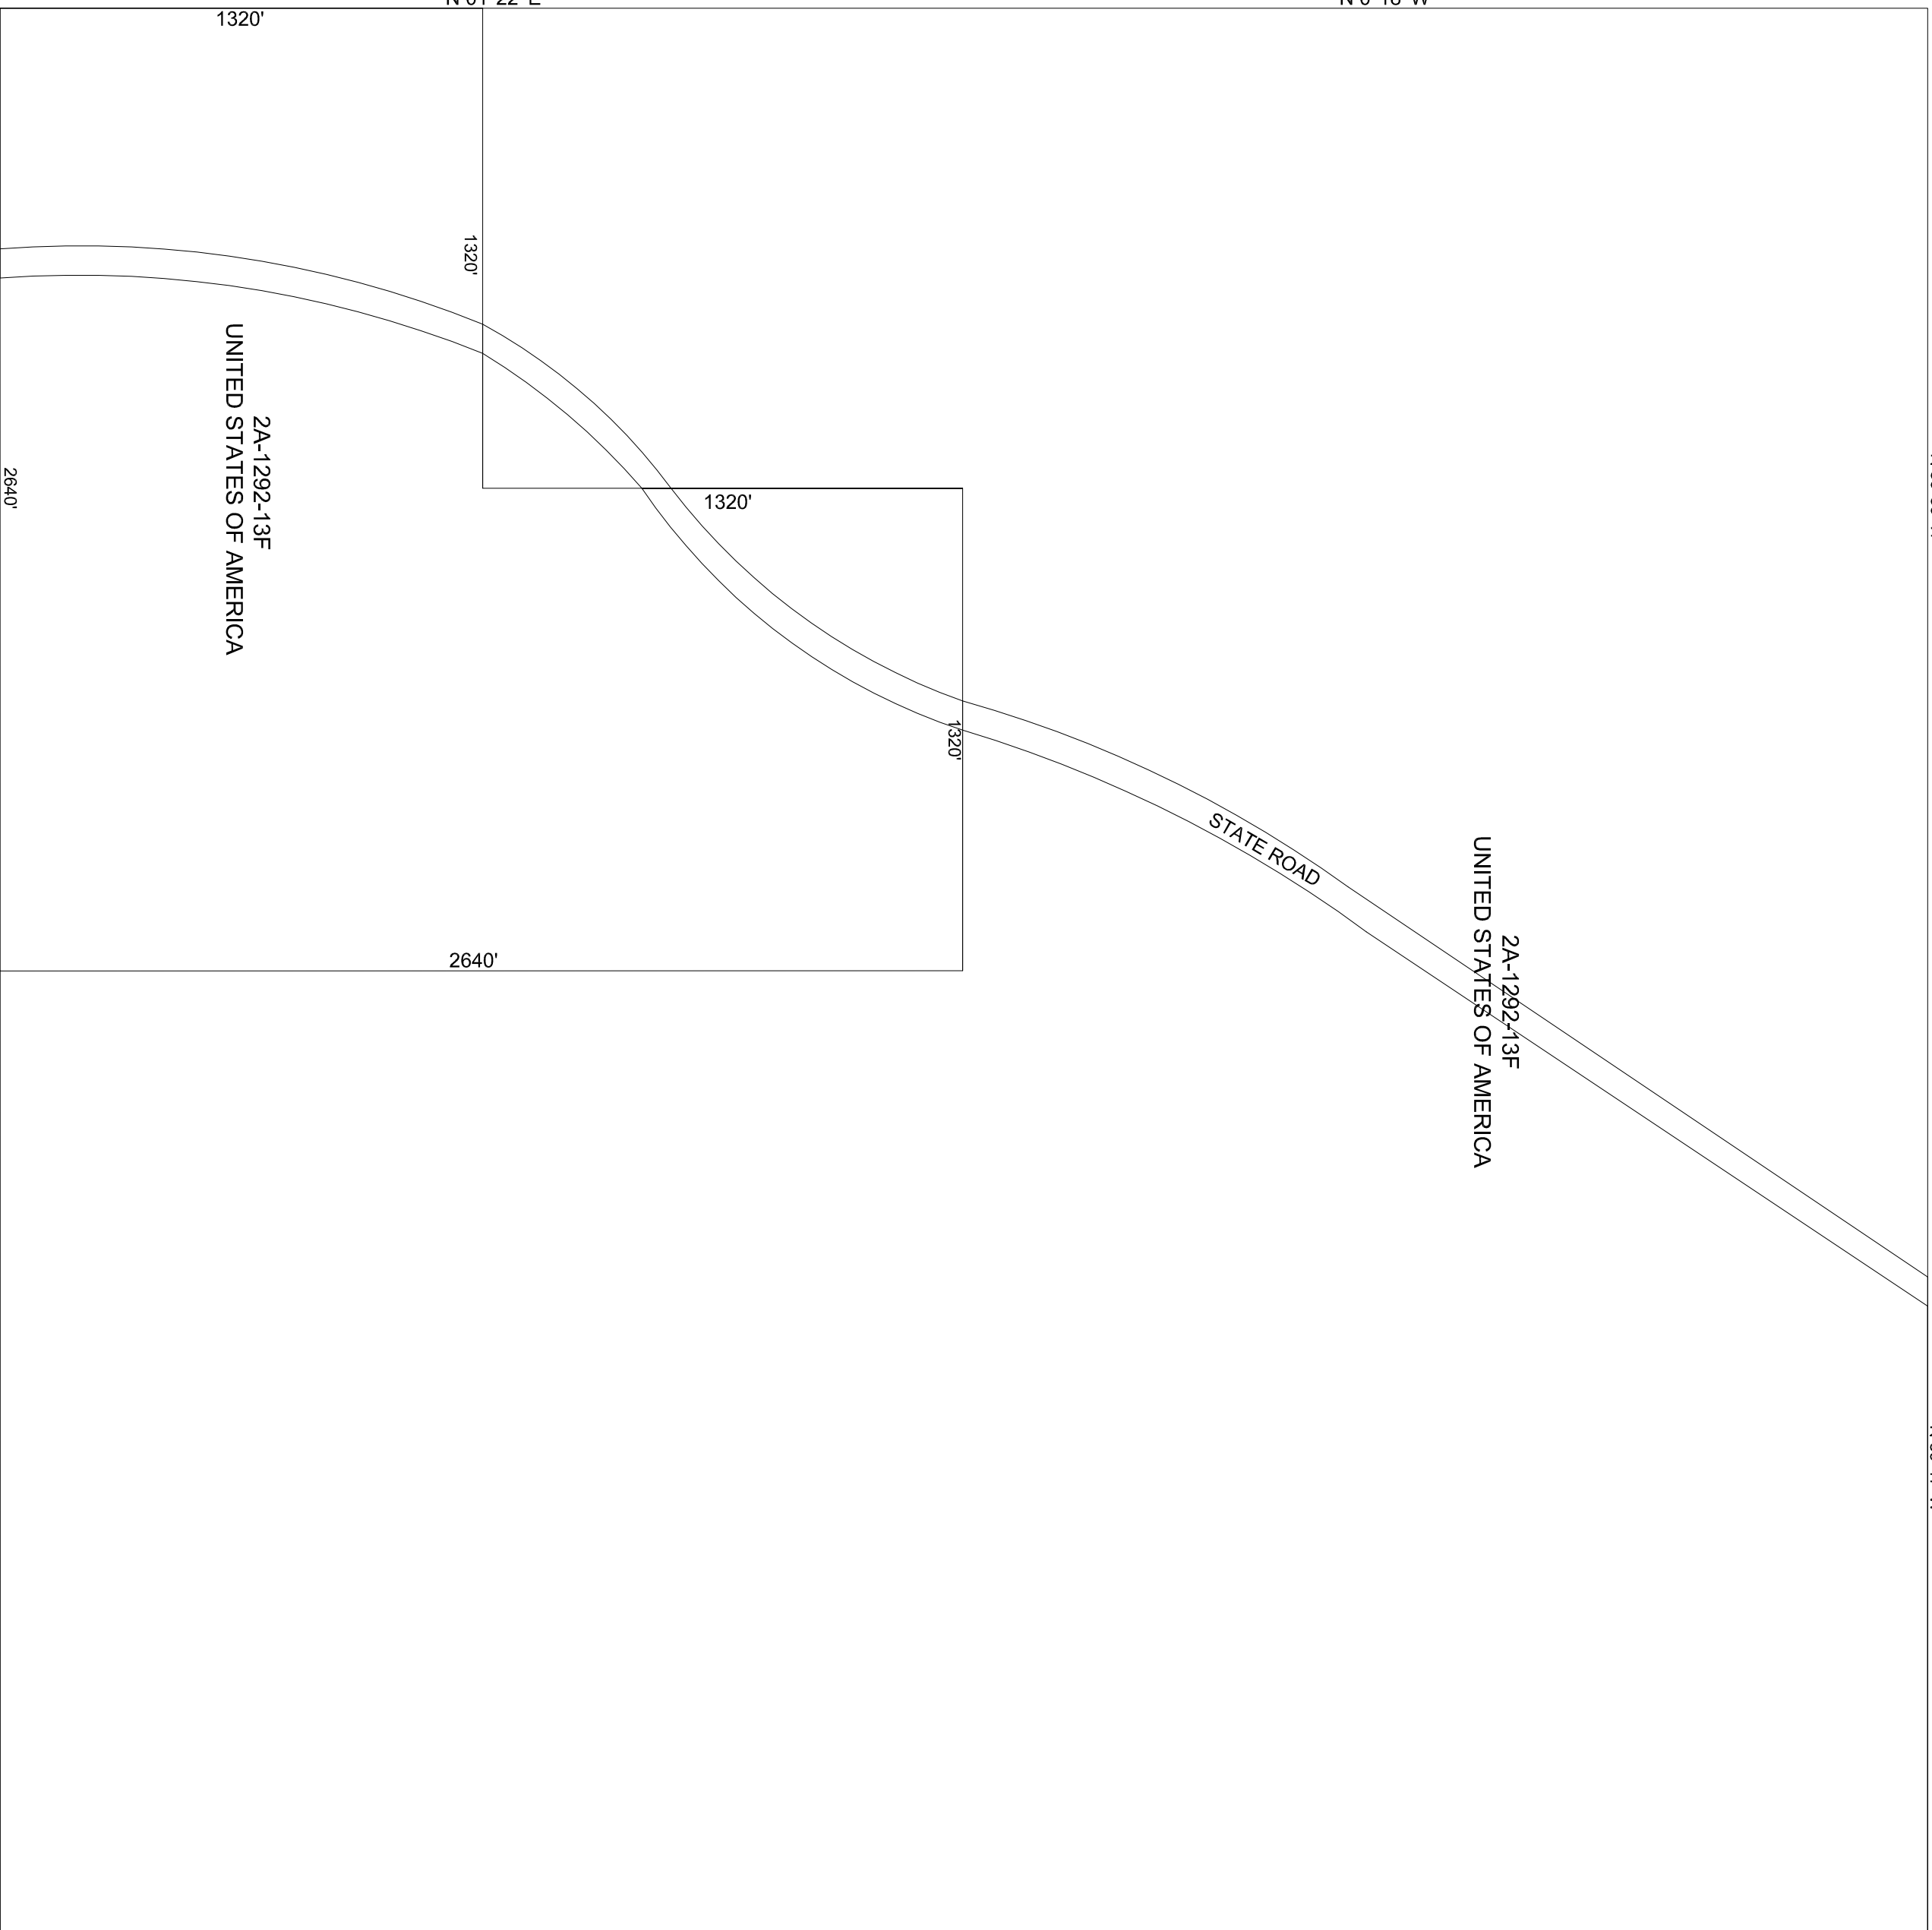 1320'
1320'
2A-1292-13F
UNITED STATES OF AMERICA
2640'
1320'
1320'
2640'
STATE ROAD
2A-1292-13F
UNITED STATES OF AMERICA